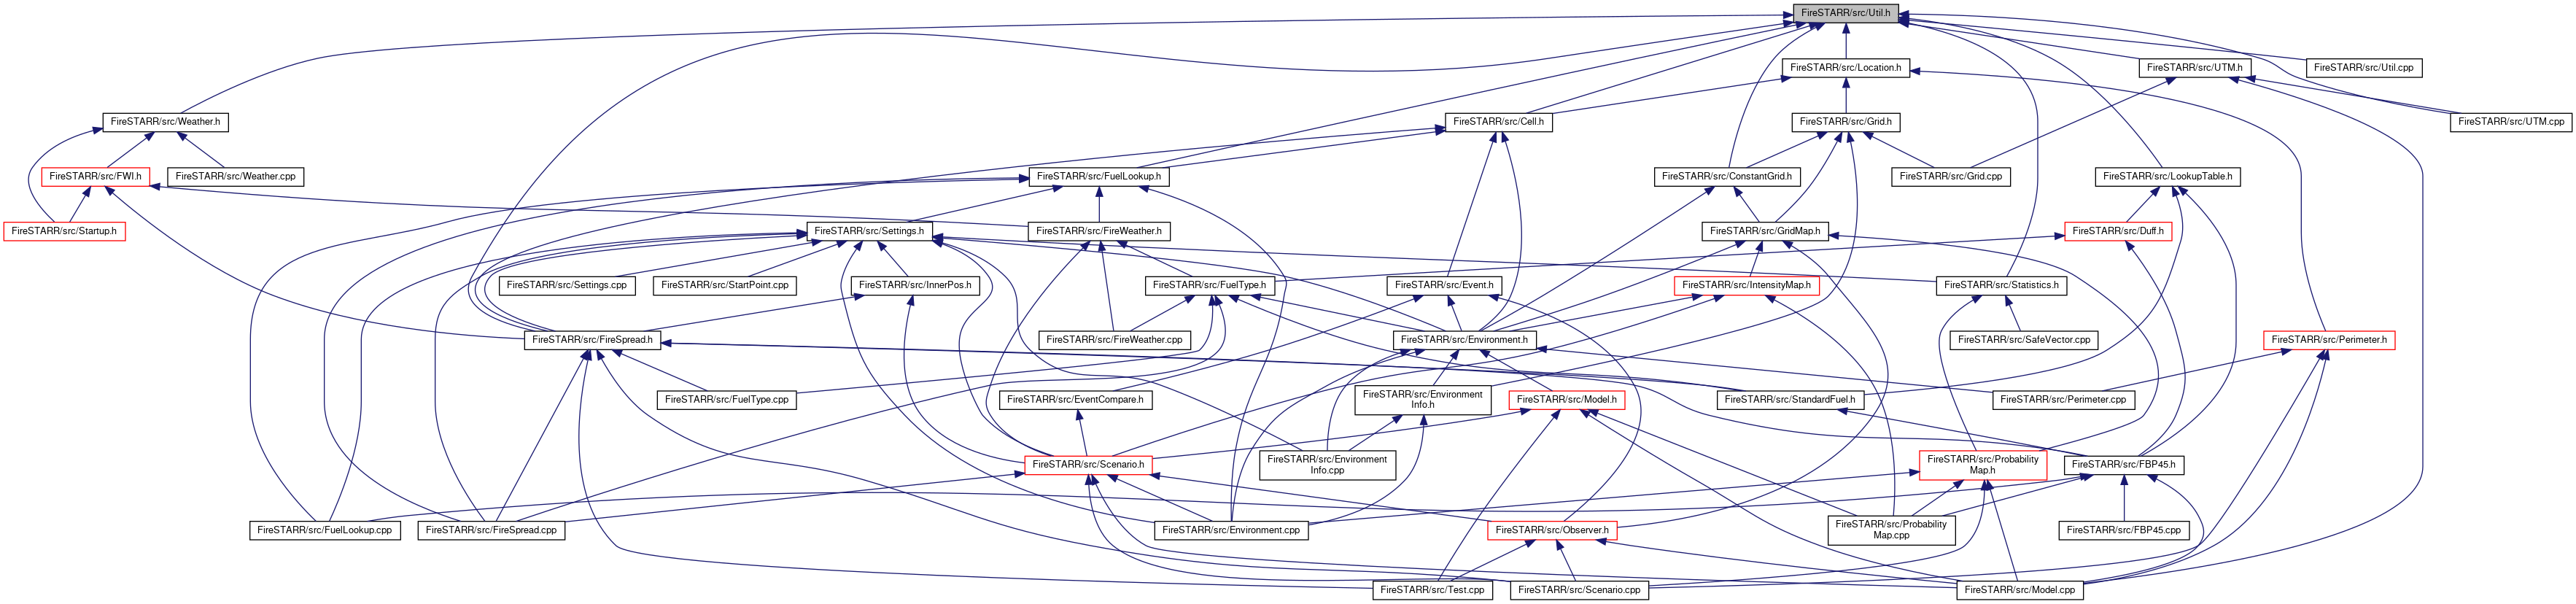 FireSTARR/src/Util.h
FireSTARR/src/Location.h
FireSTARR/src/UTM.h
FireSTARR/src/Util.cpp
FireSTARR/src/Weather.h
FireSTARR/src/Cell.h
FireSTARR/src/Grid.h
FireSTARR/src/UTM.cpp
FireSTARR/src/FWI.h
FireSTARR/src/Weather.cpp
FireSTARR/src/FuelLookup.h
FireSTARR/src/ConstantGrid.h
FireSTARR/src/Grid.cpp
FireSTARR/src/LookupTable.h
FireSTARR/src/Startup.h
FireSTARR/src/Settings.h
FireSTARR/src/FireWeather.h
FireSTARR/src/GridMap.h
FireSTARR/src/Duff.h
FireSTARR/src/Settings.cpp
FireSTARR/src/StartPoint.cpp
FireSTARR/src/InnerPos.h
FireSTARR/src/FuelType.h
FireSTARR/src/Event.h
FireSTARR/src/IntensityMap.h
FireSTARR/src/Statistics.h
FireSTARR/src/FireSpread.h
FireSTARR/src/FireWeather.cpp
FireSTARR/src/Environment.h
FireSTARR/src/SafeVector.cpp
FireSTARR/src/Perimeter.h
FireSTARR/src/FuelType.cpp
FireSTARR/src/EventCompare.h
FireSTARR/src/Environment
Info.h
FireSTARR/src/Model.h
FireSTARR/src/StandardFuel.h
FireSTARR/src/Perimeter.cpp
FireSTARR/src/Scenario.h
FireSTARR/src/Environment
Info.cpp
FireSTARR/src/Probability
Map.h
FireSTARR/src/FBP45.h
FireSTARR/src/FuelLookup.cpp
FireSTARR/src/FireSpread.cpp
FireSTARR/src/Environment.cpp
FireSTARR/src/Observer.h
FireSTARR/src/Probability
Map.cpp
FireSTARR/src/FBP45.cpp
FireSTARR/src/Test.cpp
FireSTARR/src/Scenario.cpp
FireSTARR/src/Model.cpp